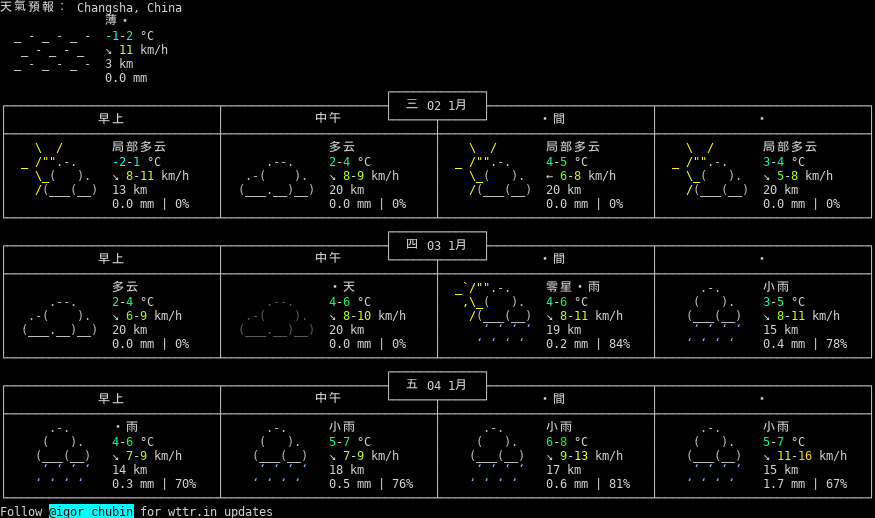 天氣預報： Changsha, China
薄・
-1-2 °C
↘ 11 km/h
3 km
0.0 mm
三 02 1月
早上 中午 ・間 ・
局部多云 多云 局部多云 局部多云
-2-1 °C 2-4 °C 4-5 °C 3-4 °C
↘ 8-11 km/h ↘ 8-9 km/h ← 6-8 km/h ↘ 5-8 km/h
13 km 20 km 20 km 20 km
0.0 mm | 0% 0.0 mm | 0% 0.0 mm | 0% 0.0 mm | 0%
四 03 1月
早上 中午 ・間 ・
多云 ・天 零星・雨 小雨
2-4 °C 4-6 °C 4-6 °C 3-5 °C
↘ 6-9 km/h ↘ 8-10 km/h ↘ 8-11 km/h ↘ 8-11 km/h
20 km 20 km 19 km 15 km
0.0 mm | 0% 0.0 mm | 0% 0.2 mm | 84% 0.4 mm | 78%
五 04 1月
早上 中午 ・間 ・
・雨 小雨 小雨 小雨
4-6 °C 5-7 °C 6-8 °C 5-7 °C
↘ 7-9 km/h ↘ 7-9 km/h ↘ 9-13 km/h ↘ 11-16 km/h
14 km 18 km 17 km 15 km
0.3 mm | 70% 0.5 mm | 76% 0.6 mm | 81% 1.7 mm | 67%
Follow @igor_chubin for wttr.in updates